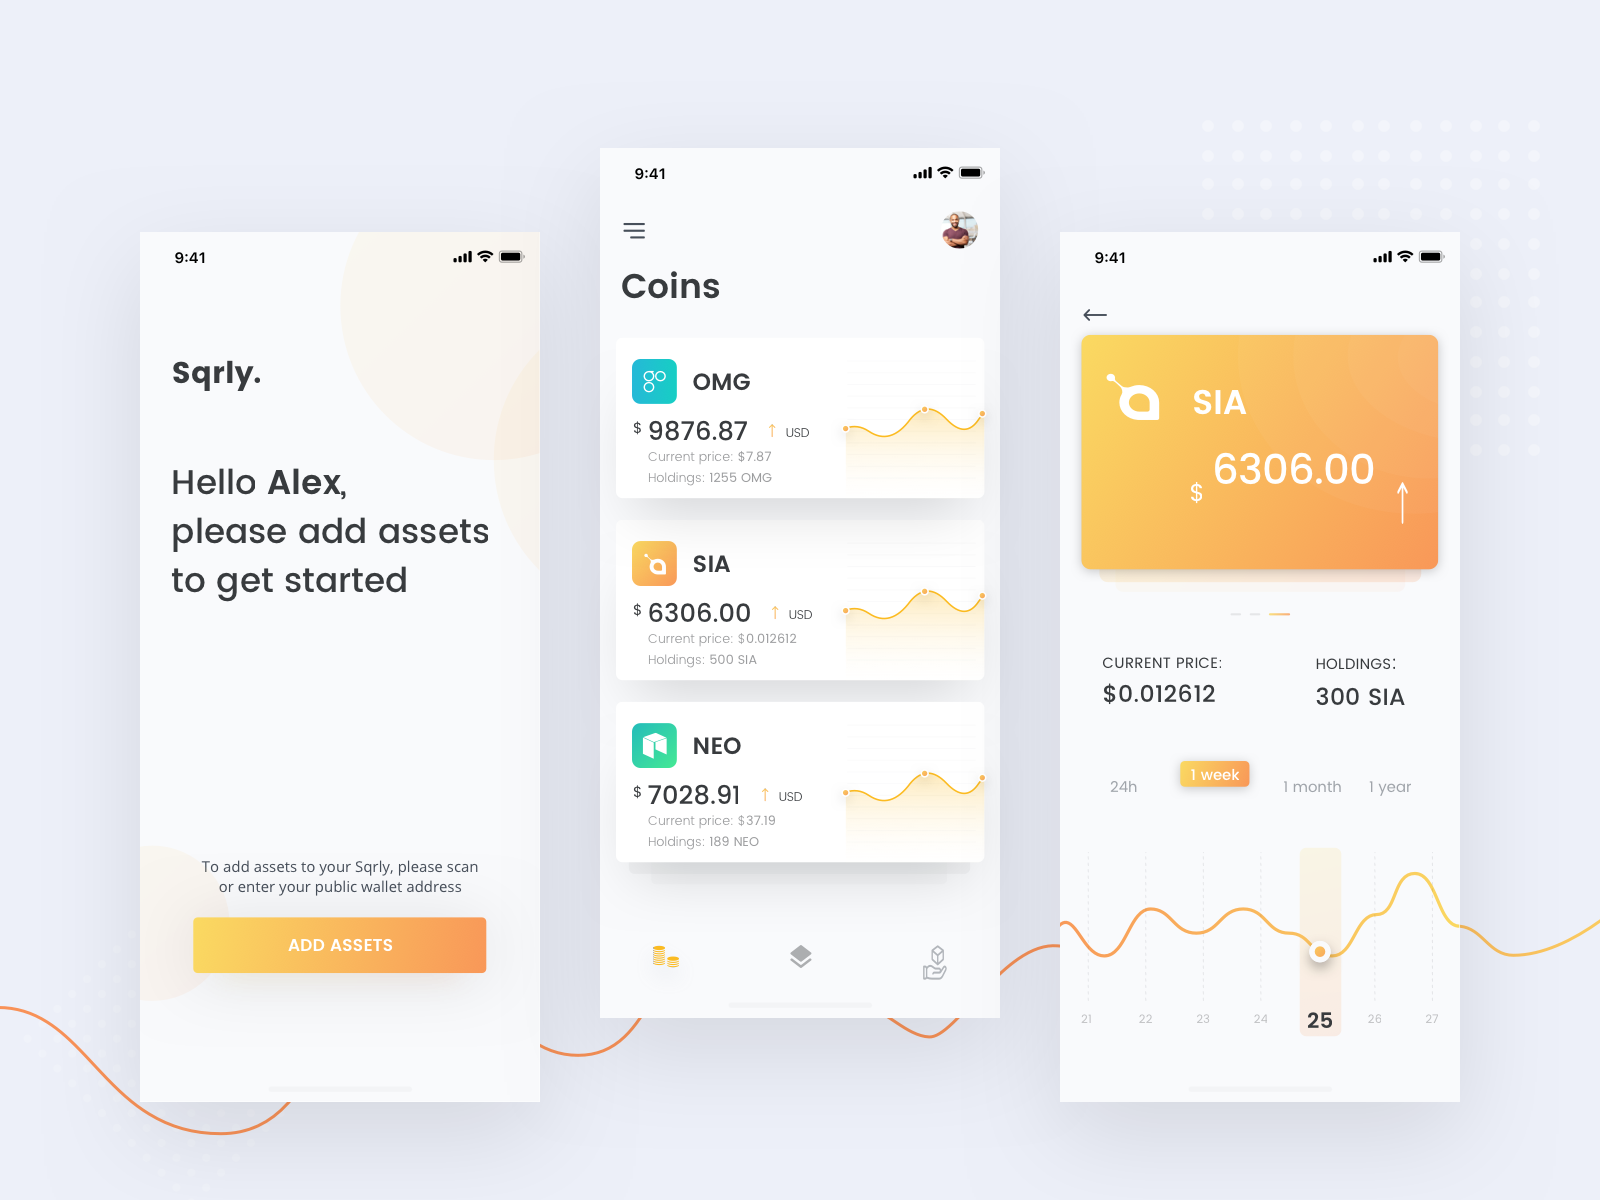 9:41
Sqrly.
Hello Alex,
please add assets
to get started
To add assets to your Sqrly, please scan
or enter your public wallet address
ADD ASSETS
9:41
Coins
OMG
$ 9876.87 ↑ USD
Current price: $7.87
Holdings: 1255 OMG
SIA
$ 6306.00 ↑ USD
Current price: $0.012612
Holdings: 500 SIA
NEO
$ 7028.91 ↑ USD
Current price: $37.19
Holdings: 189 NEO
9:41
SIA
$ 6306.00
CURRENT PRICE:
$0.012612
HOLDINGS:
300 SIA
24h 1 week 1 month 1 year
21 22 23 24 25 26 27